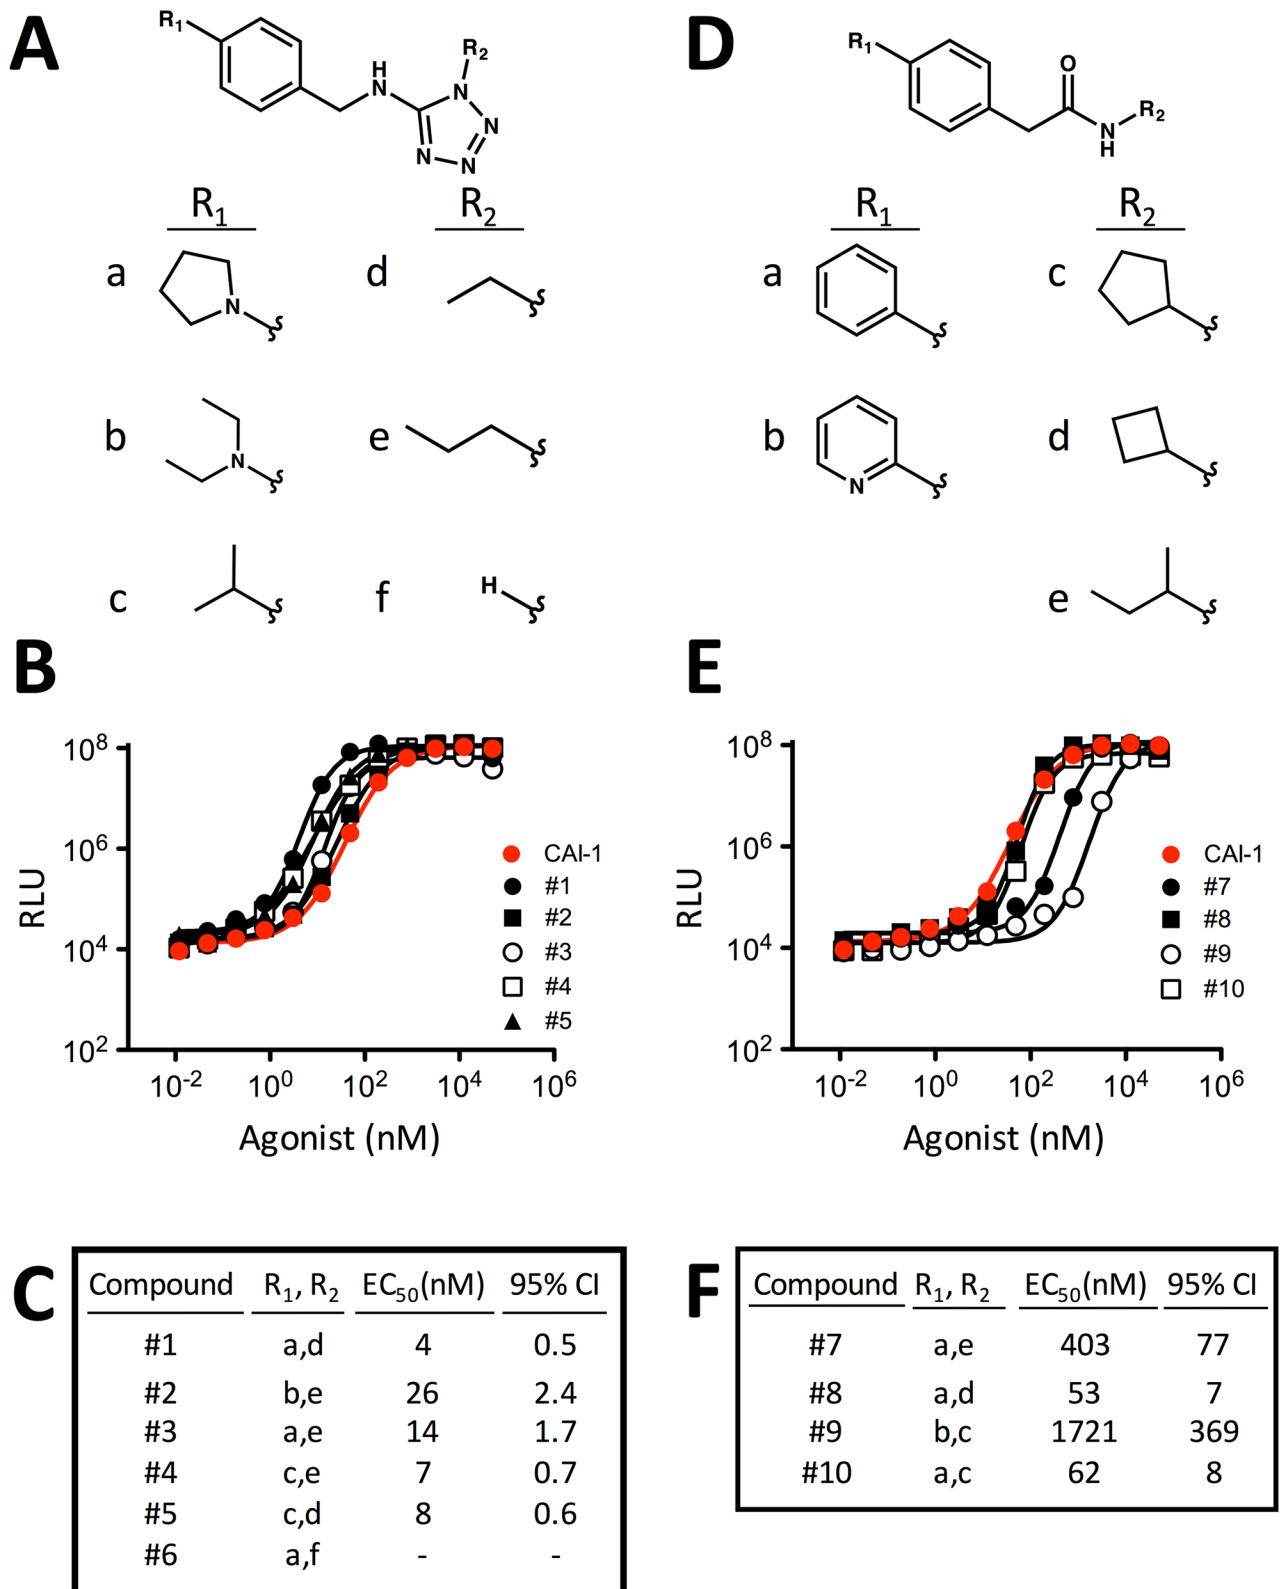 A
R1
H
N
R2
N
N
N
N
R1 R2
a
N
d
b
N
e
c
f
H
B
10^8
10^6
10^4
10^2
RLU
10^-2 10^0 10^2 10^4 10^6
Agonist (nM)
CAI-1
#1
#2
#3
#4
#5
C
Compound R1, R2 EC50(nM) 95% CI
#1 a,d 4 0.5
#2 b,e 26 2.4
#3 a,e 14 1.7
#4 c,e 7 0.7
#5 c,d 8 0.6
#6 a,f - -
D
R1
O
N
H
R2
R1 R2
a
c
b
N
d
e
E
10^8
10^6
10^4
10^2
RLU
10^-2 10^0 10^2 10^4 10^6
Agonist (nM)
CAI-1
#7
#8
#9
#10
F
Compound R1, R2 EC50(nM) 95% CI
#7 a,e 403 77
#8 a,d 53 7
#9 b,c 1721 369
#10 a,c 62 8